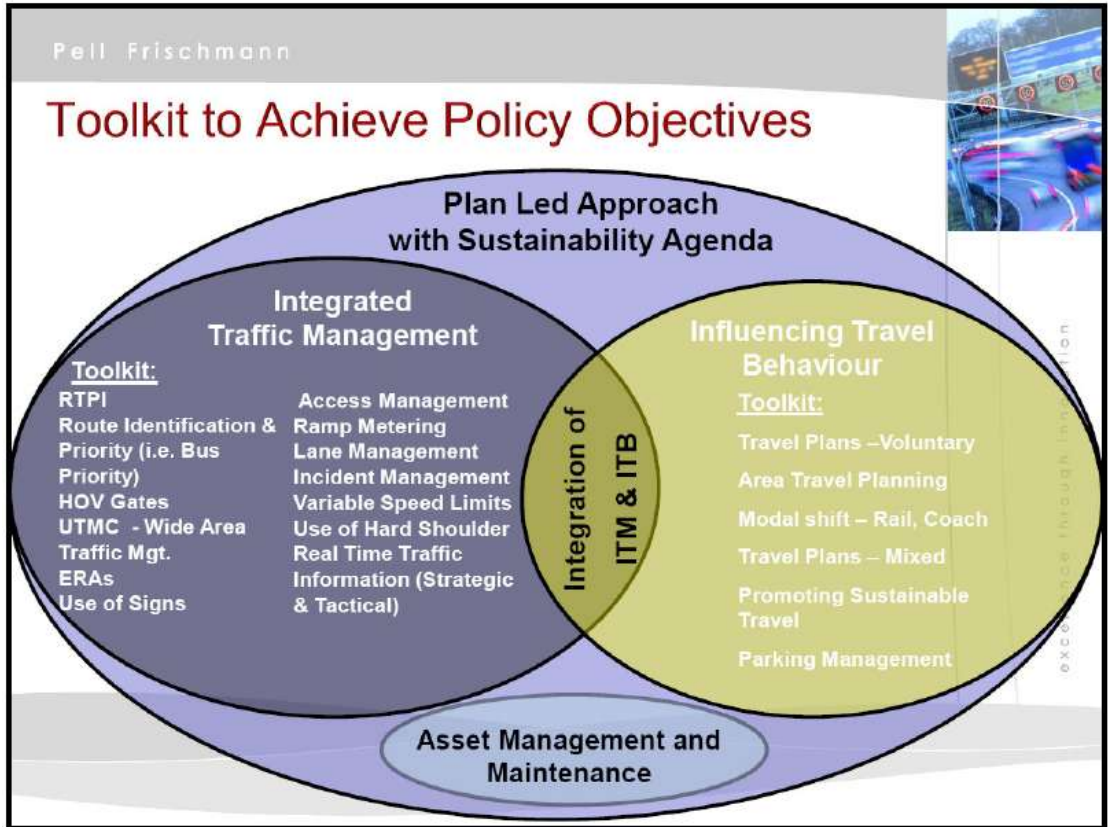 Pell Frischmann
Toolkit to Achieve Policy Objectives
Plan Led Approach
with Sustainability Agenda
Integrated
Traffic Management
Toolkit:
RTPI
Route Identification &
Priority (i.e. Bus
Priority)
HOV Gates
UTMC - Wide Area
Traffic Mgt.
ERAs
Use of Signs
Access Management
Ramp Metering
Lane Management
Incident Management
Variable Speed Limits
Use of Hard Shoulder
Real Time Traffic
Information (Strategic
& Tactical)
Integration of
ITM & ITB
Influencing Travel
Behaviour
Toolkit:
Travel Plans –Voluntary
Area Travel Planning
Modal shift – Rail, Coach
Travel Plans – Mixed
Promoting Sustainable
Travel
Parking Management
Asset Management and
Maintenance
excellence through innovation